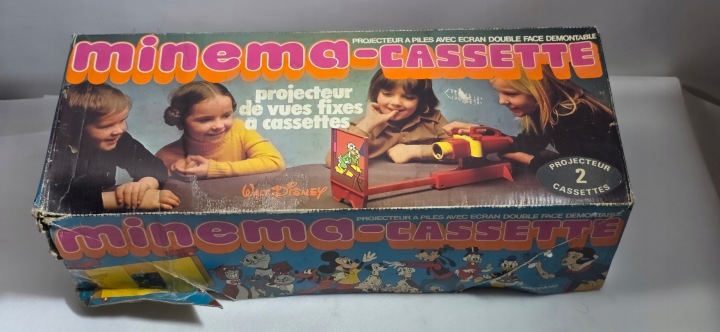 PROJECTEUR A PILES AVEC ECRAN DOUBLE FACE DEMONTABLE
minema-CASSETTE
projecteur
de vues fixes
à cassettes
WALT DISNEY
PROJECTEUR
2
CASSETTES
PROJECTEUR A PILES AVEC ECRAN DOUBLE FACE DEMONTABLE
minema-CASSETTE